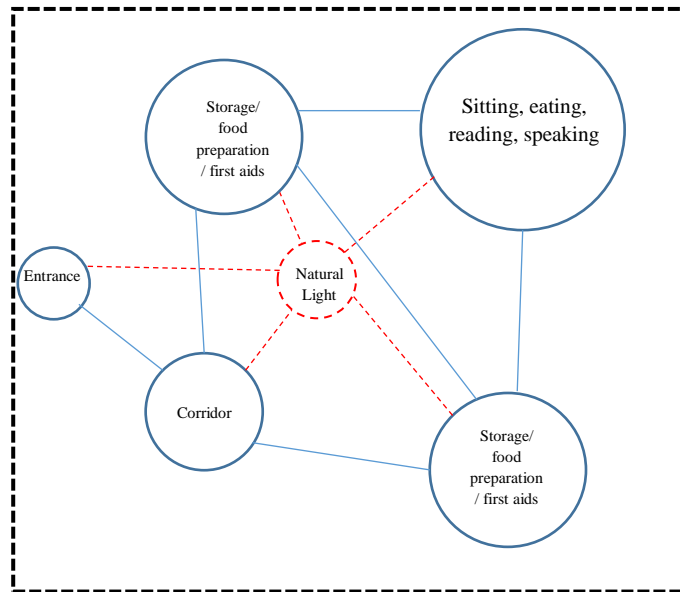 Storage/
food
preparation
/ first aids
Sitting, eating,
reading, speaking
Entrance
Natural
Light
Corridor
Storage/
food
preparation
/ first aids